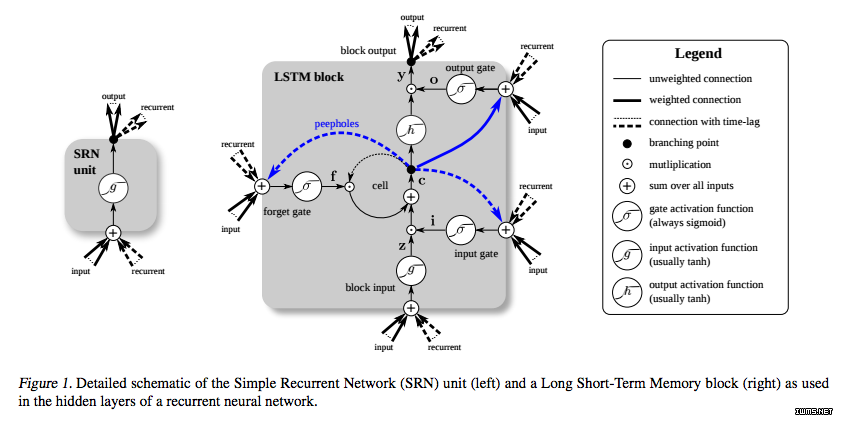 output
recurrent
SRN
unit
g
input
recurrent
output
recurrent
block output
LSTM block
y
o
output gate
σ
recurrent
input
h
peepholes
recurrent
f
σ
cell
c
forget gate
input
recurrent
i
σ
input gate
input
z
g
block input
input
recurrent
Legend
unweighted connection
weighted connection
connection with time-lag
branching point
mutliplication
sum over all inputs
σ
gate activation function
(always sigmoid)
g
input activation function
(usually tanh)
h
output activation function
(usually tanh)
Figure 1. Detailed schematic of the Simple Recurrent Network (SRN) unit (left) and a Long Short-Term Memory block (right) as used
in the hidden layers of a recurrent neural network.
IWMS.NET